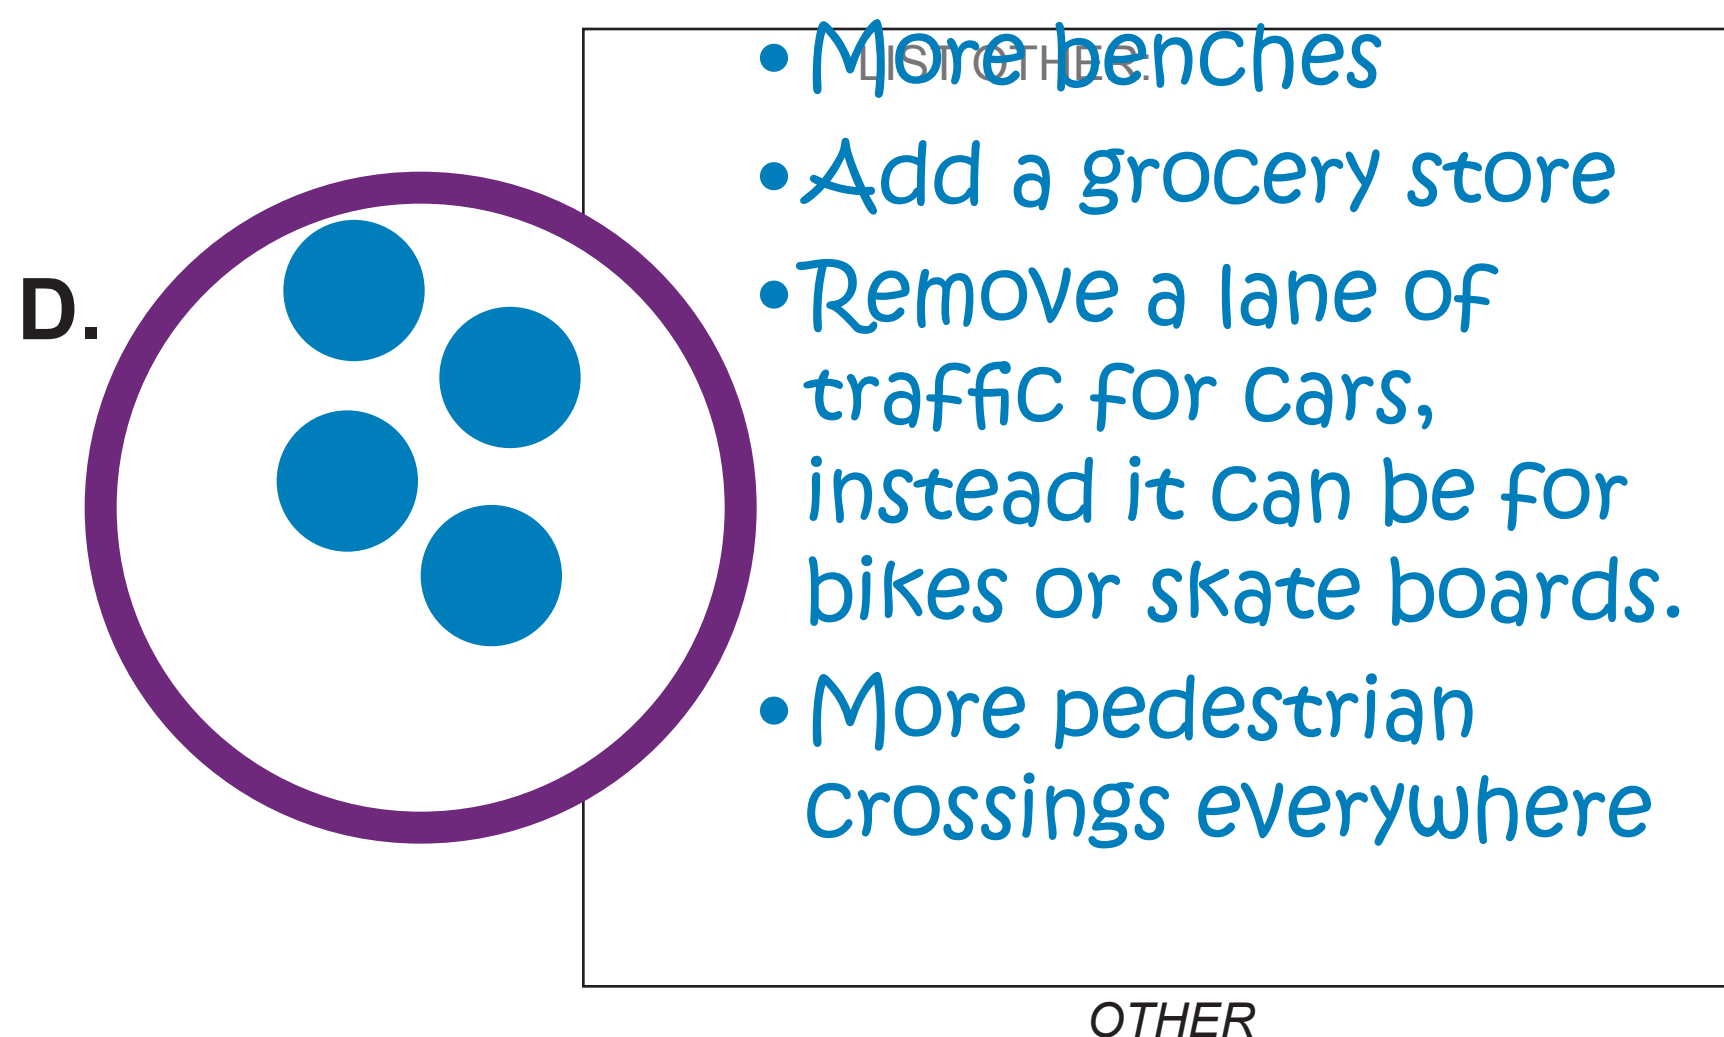 LIST OTHER:
• More benches
• Add a grocery store
• Remove a lane of
traffic for cars,
instead it can be for
bikes or skate boards.
• More pedestrian
crossings everywhere
D.
OTHER